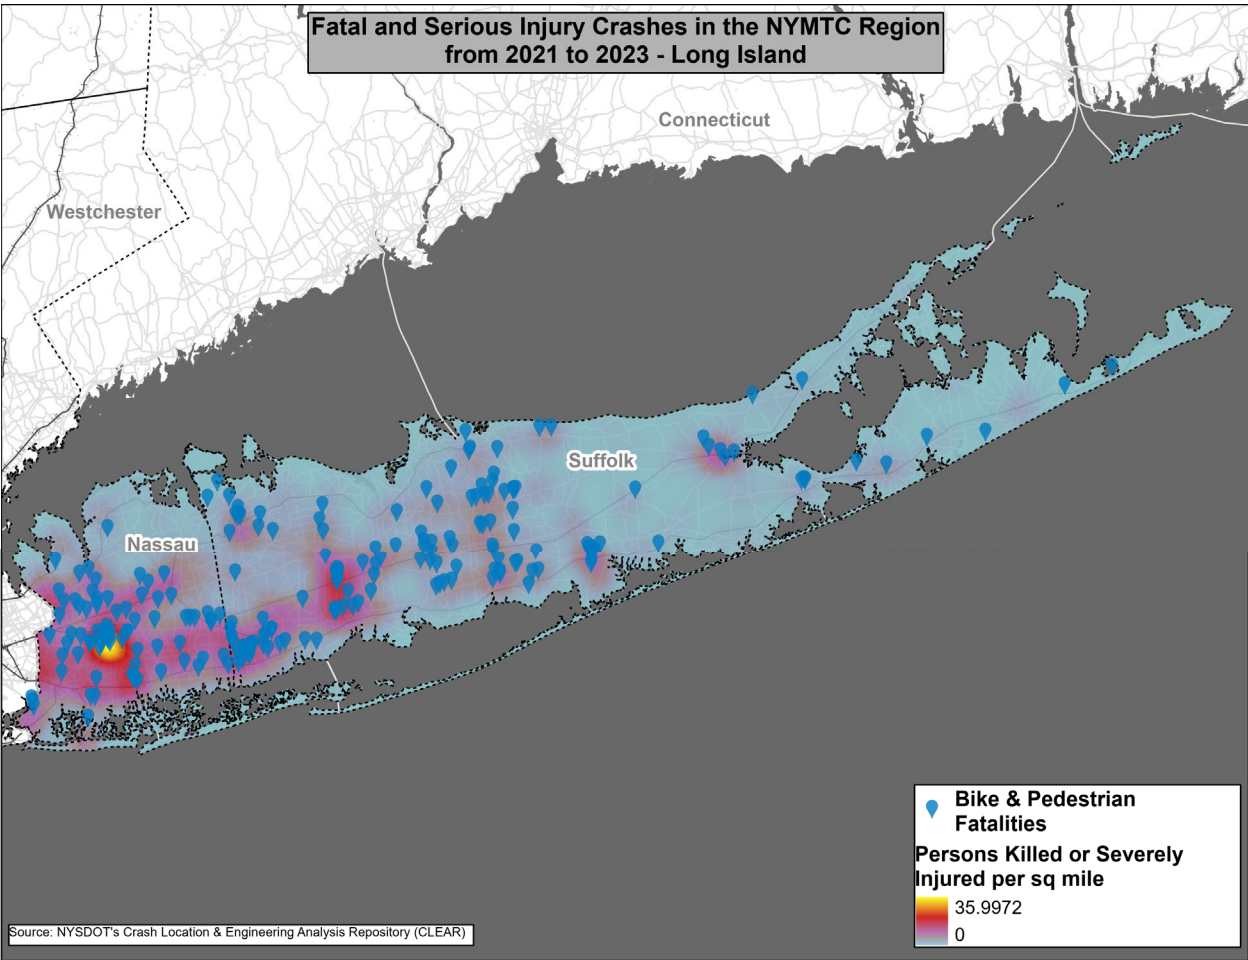 Fatal and Serious Injury Crashes in the NYMTC Region
from 2021 to 2023 - Long Island
Connecticut
Westchester
Suffolk
Nassau
Bike & Pedestrian
Fatalities
Persons Killed or Severely
Injured per sq mile
35.9972
0
Source: NYSDOT's Crash Location & Engineering Analysis Repository (CLEAR)